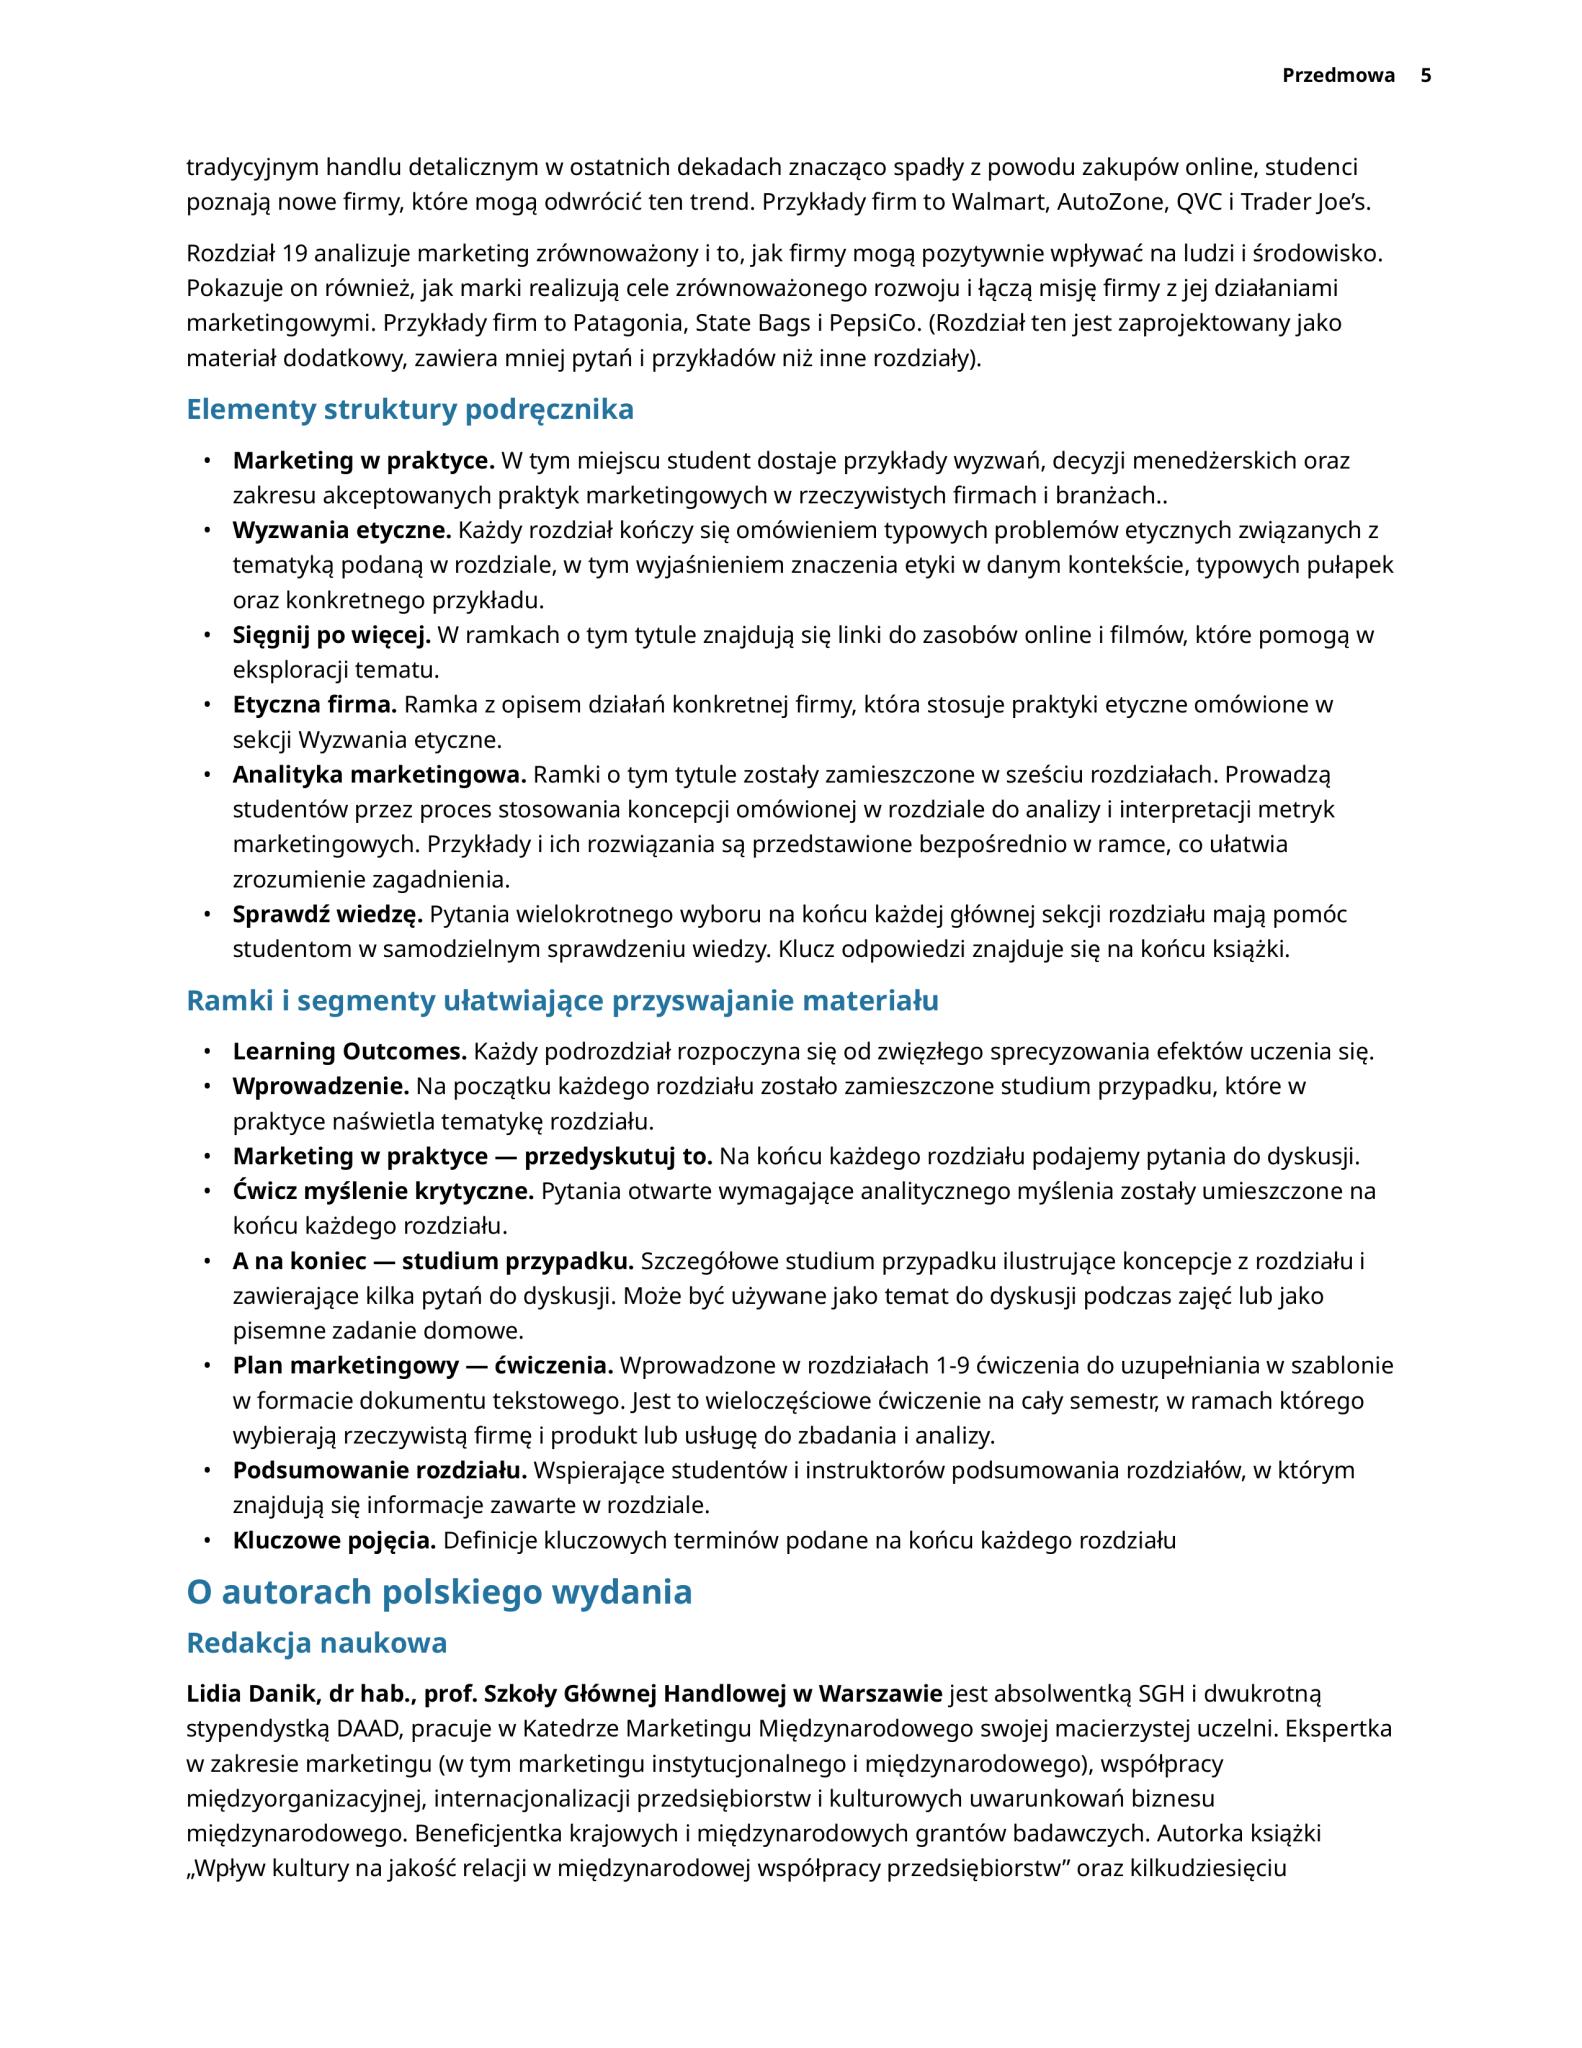 Przedmowa 5
tradycyjnym handlu detalicznym w ostatnich dekadach znacząco spadły z powodu zakupów online, studenci
poznają nowe firmy, które mogą odwrócić ten trend. Przykłady firm to Walmart, AutoZone, QVC i Trader Joe’s.
Rozdział 19 analizuje marketing zrównoważony i to, jak firmy mogą pozytywnie wpływać na ludzi i środowisko.
Pokazuje on również, jak marki realizują cele zrównoważonego rozwoju i łączą misję firmy z jej działaniami
marketingowymi. Przykłady firm to Patagonia, State Bags i PepsiCo. (Rozdział ten jest zaprojektowany jako
materiał dodatkowy, zawiera mniej pytań i przykładów niż inne rozdziały).
Elementy struktury podręcznika
• Marketing w praktyce. W tym miejscu student dostaje przykłady wyzwań, decyzji menedżerskich oraz
zakresu akceptowanych praktyk marketingowych w rzeczywistych firmach i branżach..
• Wyzwania etyczne. Każdy rozdział kończy się omówieniem typowych problemów etycznych związanych z
tematyką podaną w rozdziale, w tym wyjaśnieniem znaczenia etyki w danym kontekście, typowych pułapek
oraz konkretnego przykładu.
• Sięgnij po więcej. W ramkach o tym tytule znajdują się linki do zasobów online i filmów, które pomogą w
eksploracji tematu.
• Etyczna firma. Ramka z opisem działań konkretnej firmy, która stosuje praktyki etyczne omówione w
sekcji Wyzwania etyczne.
• Analityka marketingowa. Ramki o tym tytule zostały zamieszczone w sześciu rozdziałach. Prowadzą
studentów przez proces stosowania koncepcji omówionej w rozdziale do analizy i interpretacji metryk
marketingowych. Przykłady i ich rozwiązania są przedstawione bezpośrednio w ramce, co ułatwia
zrozumienie zagadnienia.
• Sprawdź wiedzę. Pytania wielokrotnego wyboru na końcu każdej głównej sekcji rozdziału mają pomóc
studentom w samodzielnym sprawdzeniu wiedzy. Klucz odpowiedzi znajduje się na końcu książki.
Ramki i segmenty ułatwiające przyswajanie materiału
• Learning Outcomes. Każdy podrozdział rozpoczyna się od zwięzłego sprecyzowania efektów uczenia się.
• Wprowadzenie. Na początku każdego rozdziału zostało zamieszczone studium przypadku, które w
praktyce naświetla tematykę rozdziału.
• Marketing w praktyce — przedyskutuj to. Na końcu każdego rozdziału podajemy pytania do dyskusji.
• Ćwicz myślenie krytyczne. Pytania otwarte wymagające analitycznego myślenia zostały umieszczone na
końcu każdego rozdziału.
• A na koniec — studium przypadku. Szczegółowe studium przypadku ilustrujące koncepcje z rozdziału i
zawierające kilka pytań do dyskusji. Może być używane jako temat do dyskusji podczas zajęć lub jako
pisemne zadanie domowe.
• Plan marketingowy — ćwiczenia. Wprowadzone w rozdziałach 1-9 ćwiczenia do uzupełniania w szablonie
w formacie dokumentu tekstowego. Jest to wieloczęściowe ćwiczenie na cały semestr, w ramach którego
wybierają rzeczywistą firmę i produkt lub usługę do zbadania i analizy.
• Podsumowanie rozdziału. Wspierające studentów i instruktorów podsumowania rozdziałów, w którym
znajdują się informacje zawarte w rozdziale.
• Kluczowe pojęcia. Definicje kluczowych terminów podane na końcu każdego rozdziału
O autorach polskiego wydania
Redakcja naukowa
Lidia Danik, dr hab., prof. Szkoły Głównej Handlowej w Warszawie jest absolwentką SGH i dwukrotną
stypendystką DAAD, pracuje w Katedrze Marketingu Międzynarodowego swojej macierzystej uczelni. Ekspertka
w zakresie marketingu (w tym marketingu instytucjonalnego i międzynarodowego), współpracy
międzyorganizacyjnej, internacjonalizacji przedsiębiorstw i kulturowych uwarunkowań biznesu
międzynarodowego. Beneficjentka krajowych i międzynarodowych grantów badawczych. Autorka książki
„Wpływ kultury na jakość relacji w międzynarodowej współpracy przedsiębiorstw” oraz kilkudziesięciu